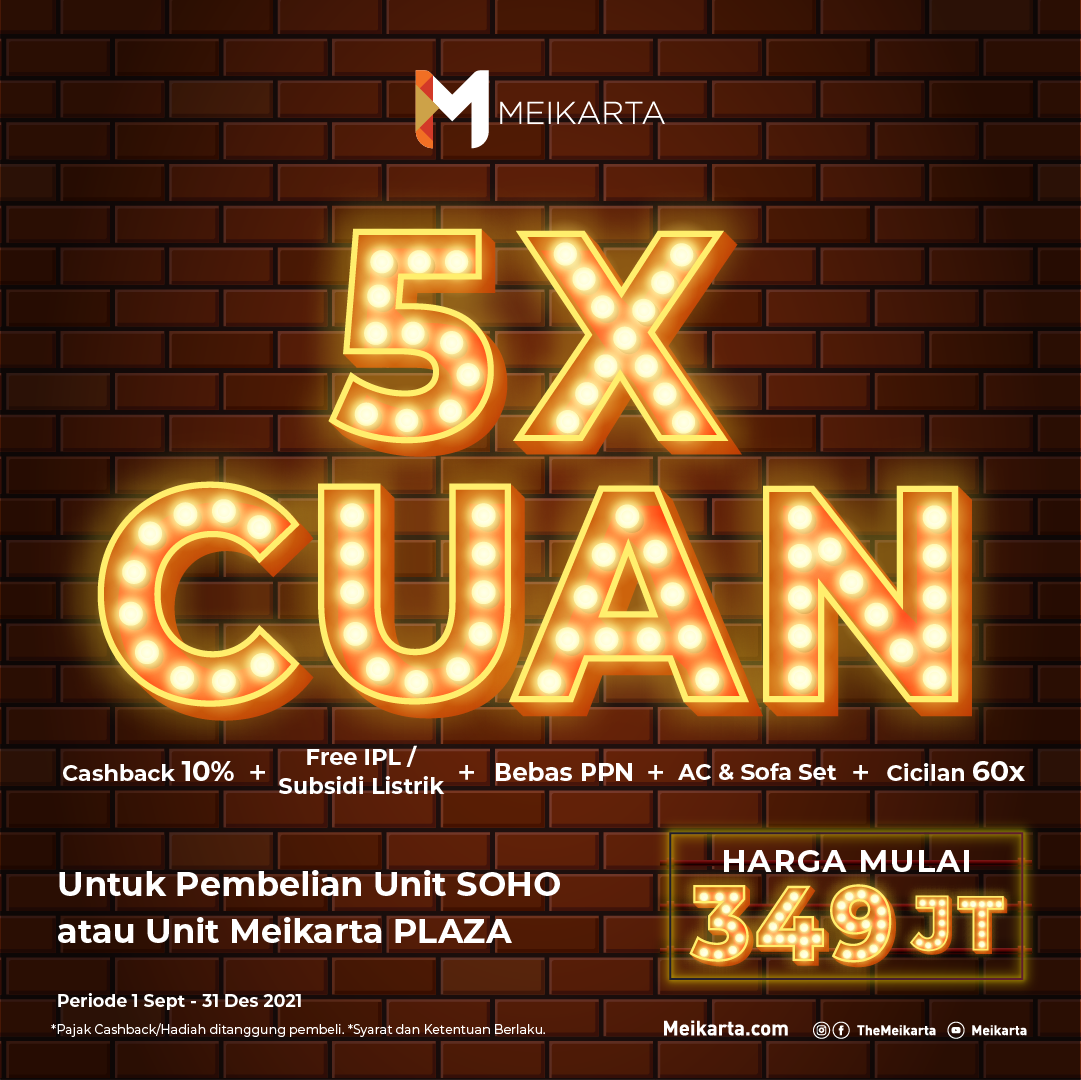 MEIKARTA
5X
CUAN
Cashback 10% + Free IPL / Subsidi Listrik + Bebas PPN + AC & Sofa Set + Cicilan 60x
Untuk Pembelian Unit SOHO
atau Unit Meikarta PLAZA
HARGA MULAI
349 JT
Periode 1 Sept - 31 Des 2021
*Pajak Cashback/Hadiah ditanggung pembeli. *Syarat dan Ketentuan Berlaku.
Meikarta.com TheMeikarta Meikarta